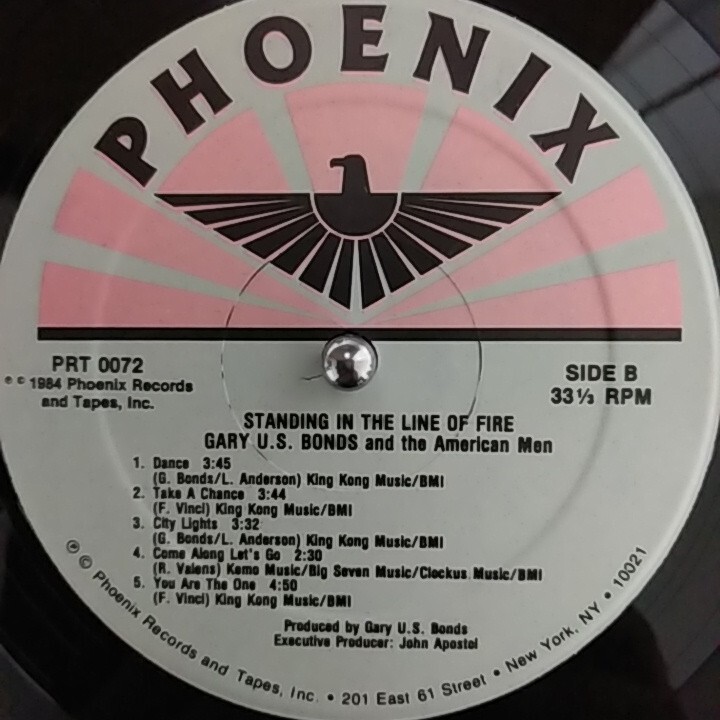 PHOENIX
PRT 0072
℗ © 1984 Phoenix Records
and Tapes, Inc.
SIDE B
33⅓ RPM
STANDING IN THE LINE OF FIRE
GARY U.S. BONDS and the American Men
1. Dance 3:45
(G. Bonds/L. Anderson) King Kong Music/BMI
2. Take A Chance 3:44
(F. Vinci) King Kong Music/BMI
3. City Lights 3:32
(G. Bonds/L. Anderson) King Kong Music/BMI
4. Come Along Let's Go 2:30
(R. Valens) Kemo Music/Big Seven Music/Clockus Music/BMI
5. You Are The One 4:50
(F. Vinci) King Kong Music/BMI
Produced by Gary U.S. Bonds
Executive Producer: John Apostol
℗ © Phoenix Records and Tapes, Inc. • 201 East 61 Street • New York, NY • 10021